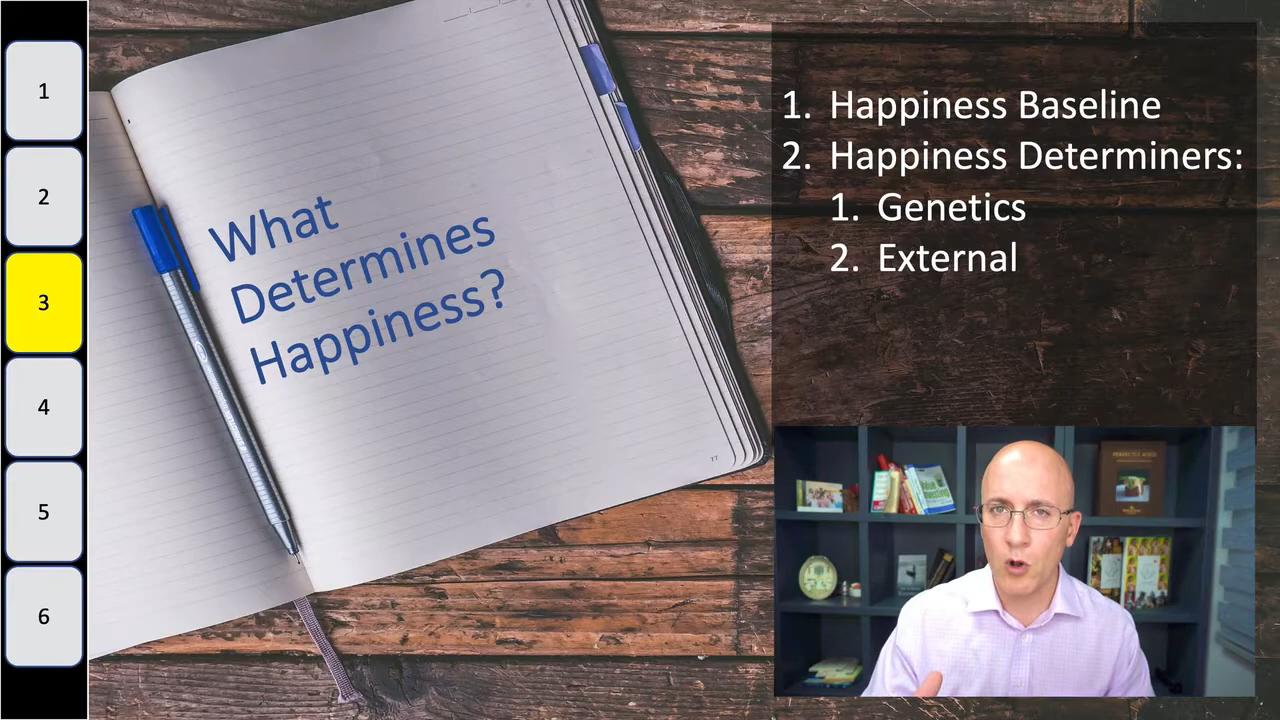 1
2
3
4
5
6
What
Determines
Happiness?
1. Happiness Baseline
2. Happiness Determiners:
1. Genetics
2. External